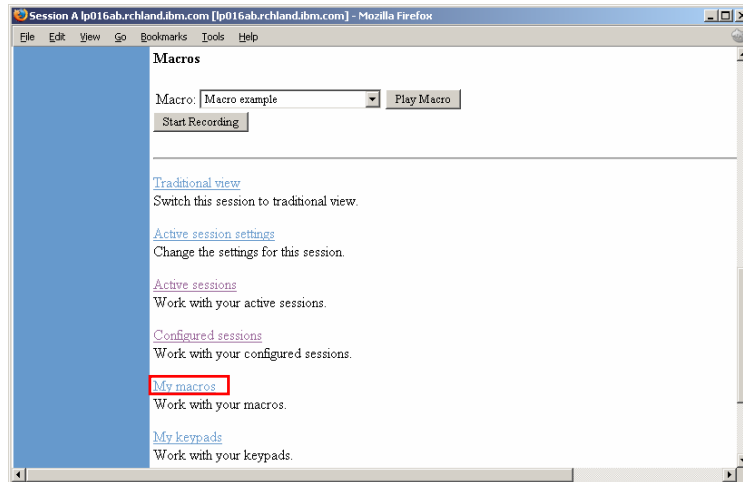 Session A lp016ab.rchland.ibm.com [lp016ab.rchland.ibm.com] - Mozilla Firefox
File Edit View Go Bookmarks Tools Help
Macros
Macro: Macro example Play Macro
Start Recording
Traditional view
Switch this session to traditional view.
Active session settings
Change the settings for this session.
Active sessions
Work with your active sessions.
Configured sessions
Work with your configured sessions.
My macros
Work with your macros.
My keypads
Work with your keypads.